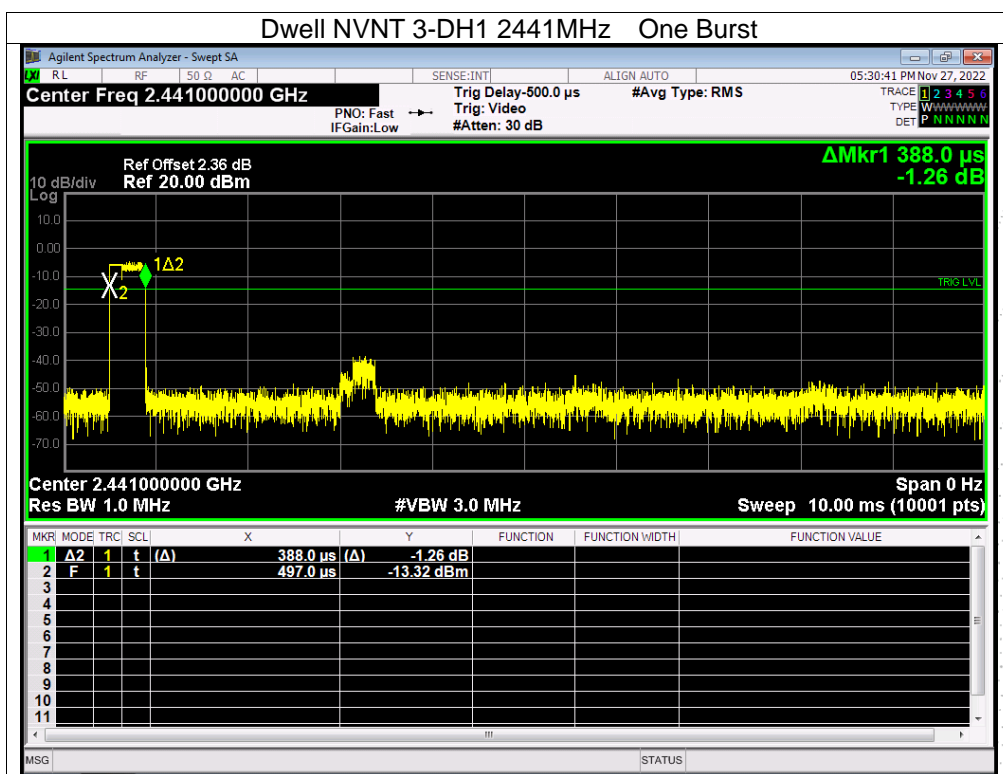 Dwell NVNT 3-DH1 2441MHz One Burst
Agilent Spectrum Analyzer - Swept SA
LXI RL RF 50 Ω AC SENSE:INT ALIGN AUTO 05:30:41 PM Nov 27, 2022
Center Freq 2.441000000 GHz Trig Delay-500.0 µs #Avg Type: RMS TRACE 1 2 3 4 5 6
PNO: Fast Trig: Video TYPE WWWWWW
IFGain:Low #Atten: 30 dB DET P N N N N N
ΔMkr1 388.0 µs
Ref Offset 2.36 dB
10 dB/div Ref 20.00 dBm -1.26 dB
Log
10.0
0.00
-10.0 1Δ2
X2 TRIG LVL
-20.0
-30.0
-40.0
-50.0
-60.0
-70.0
Center 2.441000000 GHz Span 0 Hz
Res BW 1.0 MHz #VBW 3.0 MHz Sweep 10.00 ms (10001 pts)
MKR MODE TRC SCL X Y FUNCTION FUNCTION WIDTH FUNCTION VALUE
1 Δ2 1 t (Δ) 388.0 µs (Δ) -1.26 dB
2 F 1 t 497.0 µs -13.32 dBm
3
4
5
6
7
8
9
10
11
MSG STATUS